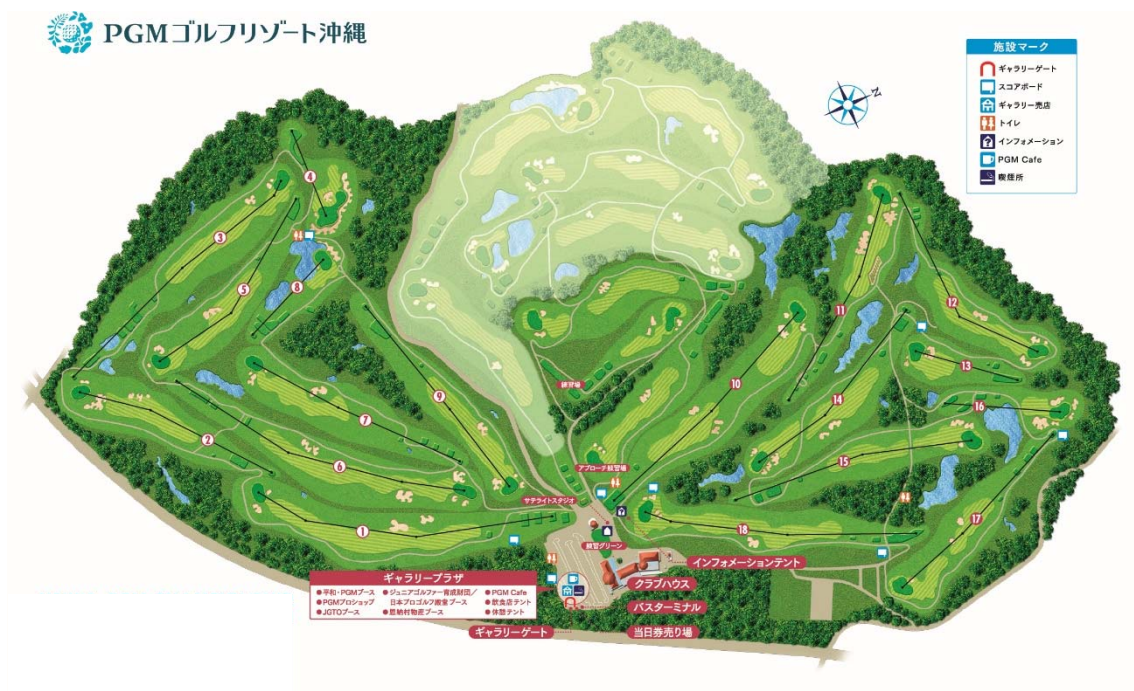 PGMゴルフリゾート沖縄
施設マーク
ギャラリーゲート
スコアボード
ギャラリー売店
トイレ
インフォメーション
PGM Cafe
喫煙所
N
4
3
5
8
12
11
13
9
10
14
16
7
2
6
15
17
1
18
練習場
アプローチ練習場
サテライトスタジオ
練習グリーン
インフォメーションテント
クラブハウス
バスターミナル
当日券売り場
ギャラリーゲート
ギャラリープラザ
●平和・PGMブース ●ジュニアゴルファー育成財団／ ●PGM Cafe
●PGMプロショップ 日本プロゴルフ殿堂ブース ●飲食店テント
●JGTOブース ●恩納村物産ブース ●休憩テント